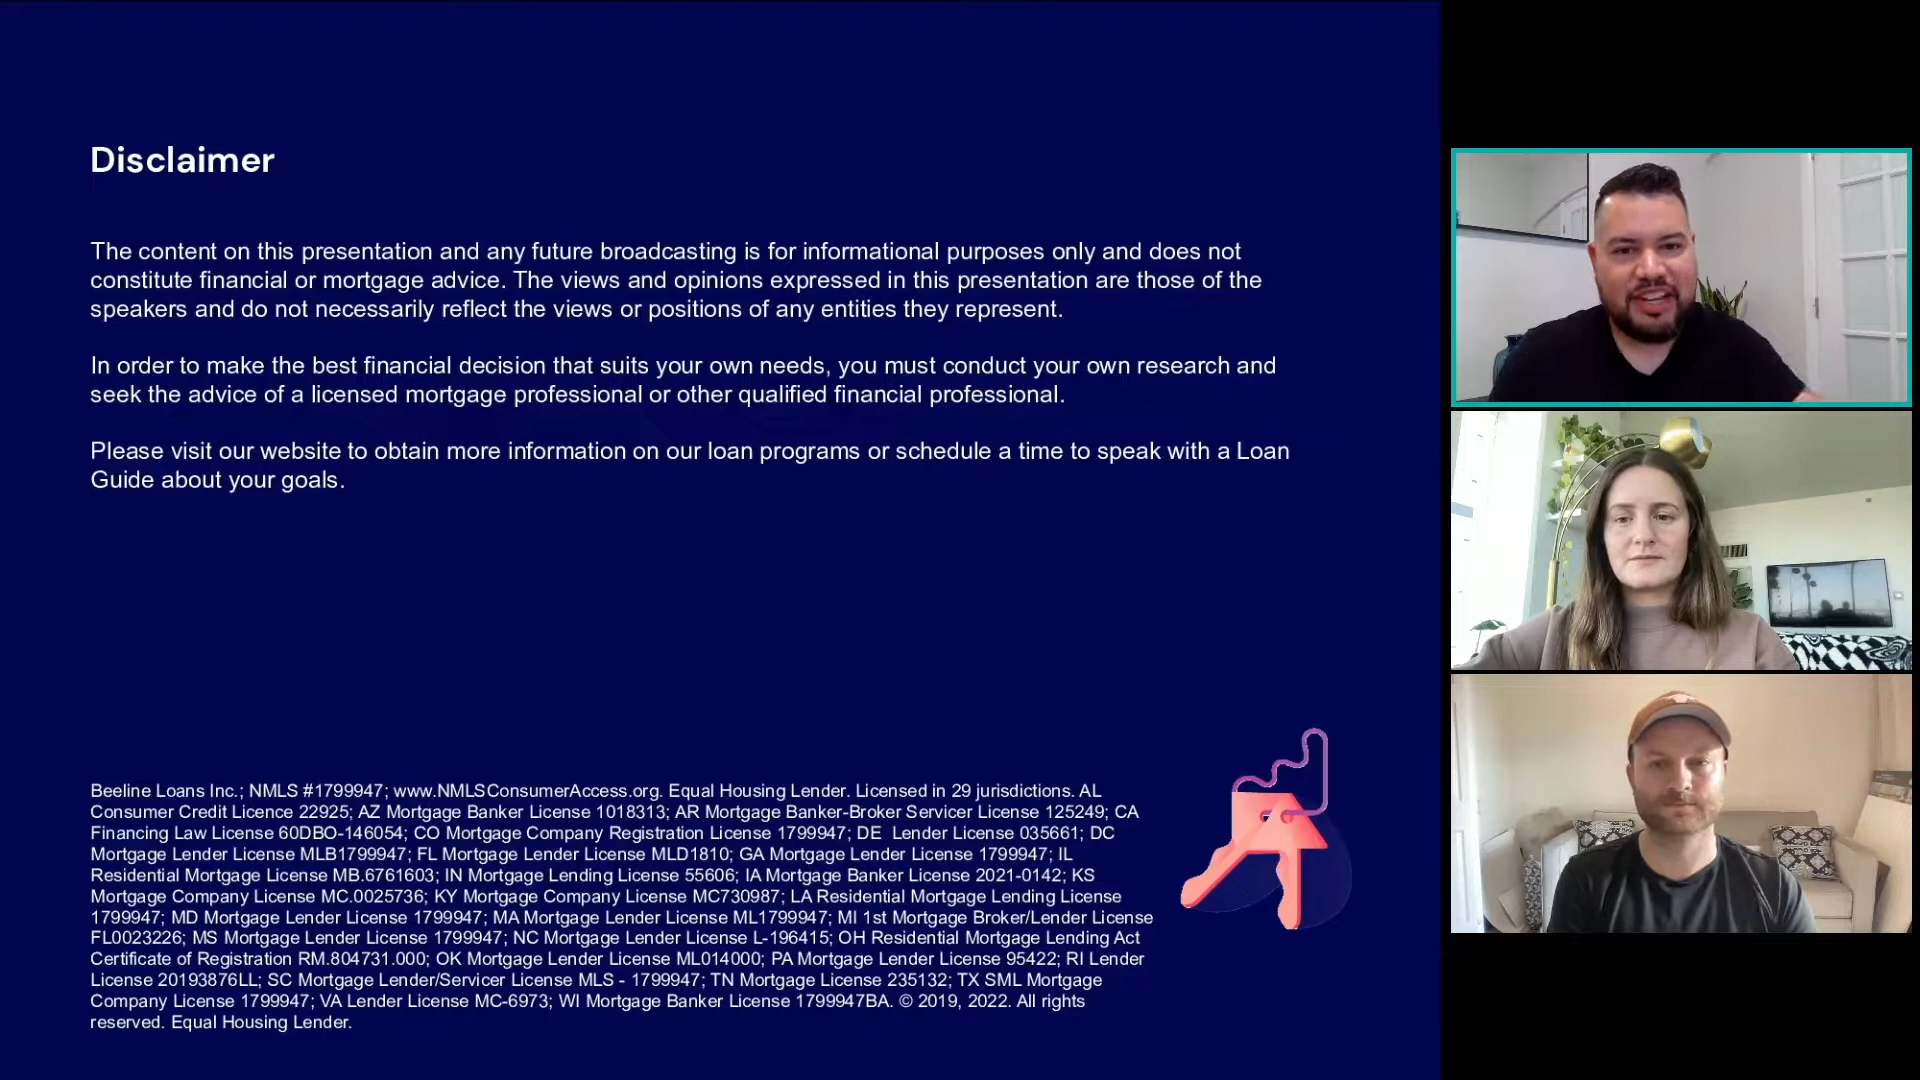 Disclaimer
The content on this presentation and any future broadcasting is for informational purposes only and does not
constitute financial or mortgage advice. The views and opinions expressed in this presentation are those of the
speakers and do not necessarily reflect the views or positions of any entities they represent.
In order to make the best financial decision that suits your own needs, you must conduct your own research and
seek the advice of a licensed mortgage professional or other qualified financial professional.
Please visit our website to obtain more information on our loan programs or schedule a time to speak with a Loan
Guide about your goals.
Beeline Loans Inc.; NMLS #1799947; www.NMLSConsumerAccess.org. Equal Housing Lender. Licensed in 29 jurisdictions. AL
Consumer Credit Licence 22925; AZ Mortgage Banker License 1018313; AR Mortgage Banker-Broker Servicer License 125249; CA
Financing Law License 60DBO-146054; CO Mortgage Company Registration License 1799947; DE  Lender License 035661; DC
Mortgage Lender License MLB1799947; FL Mortgage Lender License MLD1810; GA Mortgage Lender License 1799947; IL
Residential Mortgage License MB.6761603; IN Mortgage Lending License 55606; IA Mortgage Banker License 2021-0142; KS
Mortgage Company License MC.0025736; KY Mortgage Company License MC730987; LA Residential Mortgage Lending License
1799947; MD Mortgage Lender License 1799947; MA Mortgage Lender License ML1799947; MI 1st Mortgage Broker/Lender License
FL0023226; MS Mortgage Lender License 1799947; NC Mortgage Lender License L-196415; OH Residential Mortgage Lending Act
Certificate of Registration RM.804731.000; OK Mortgage Lender License ML014000; PA Mortgage Lender License 95422; RI Lender
License 20193876LL; SC Mortgage Lender/Servicer License MLS - 1799947; TN Mortgage License 235132; TX SML Mortgage
Company License 1799947; VA Lender License MC-6973; WI Mortgage Banker License 1799947BA. © 2019, 2022. All rights
reserved. Equal Housing Lender.